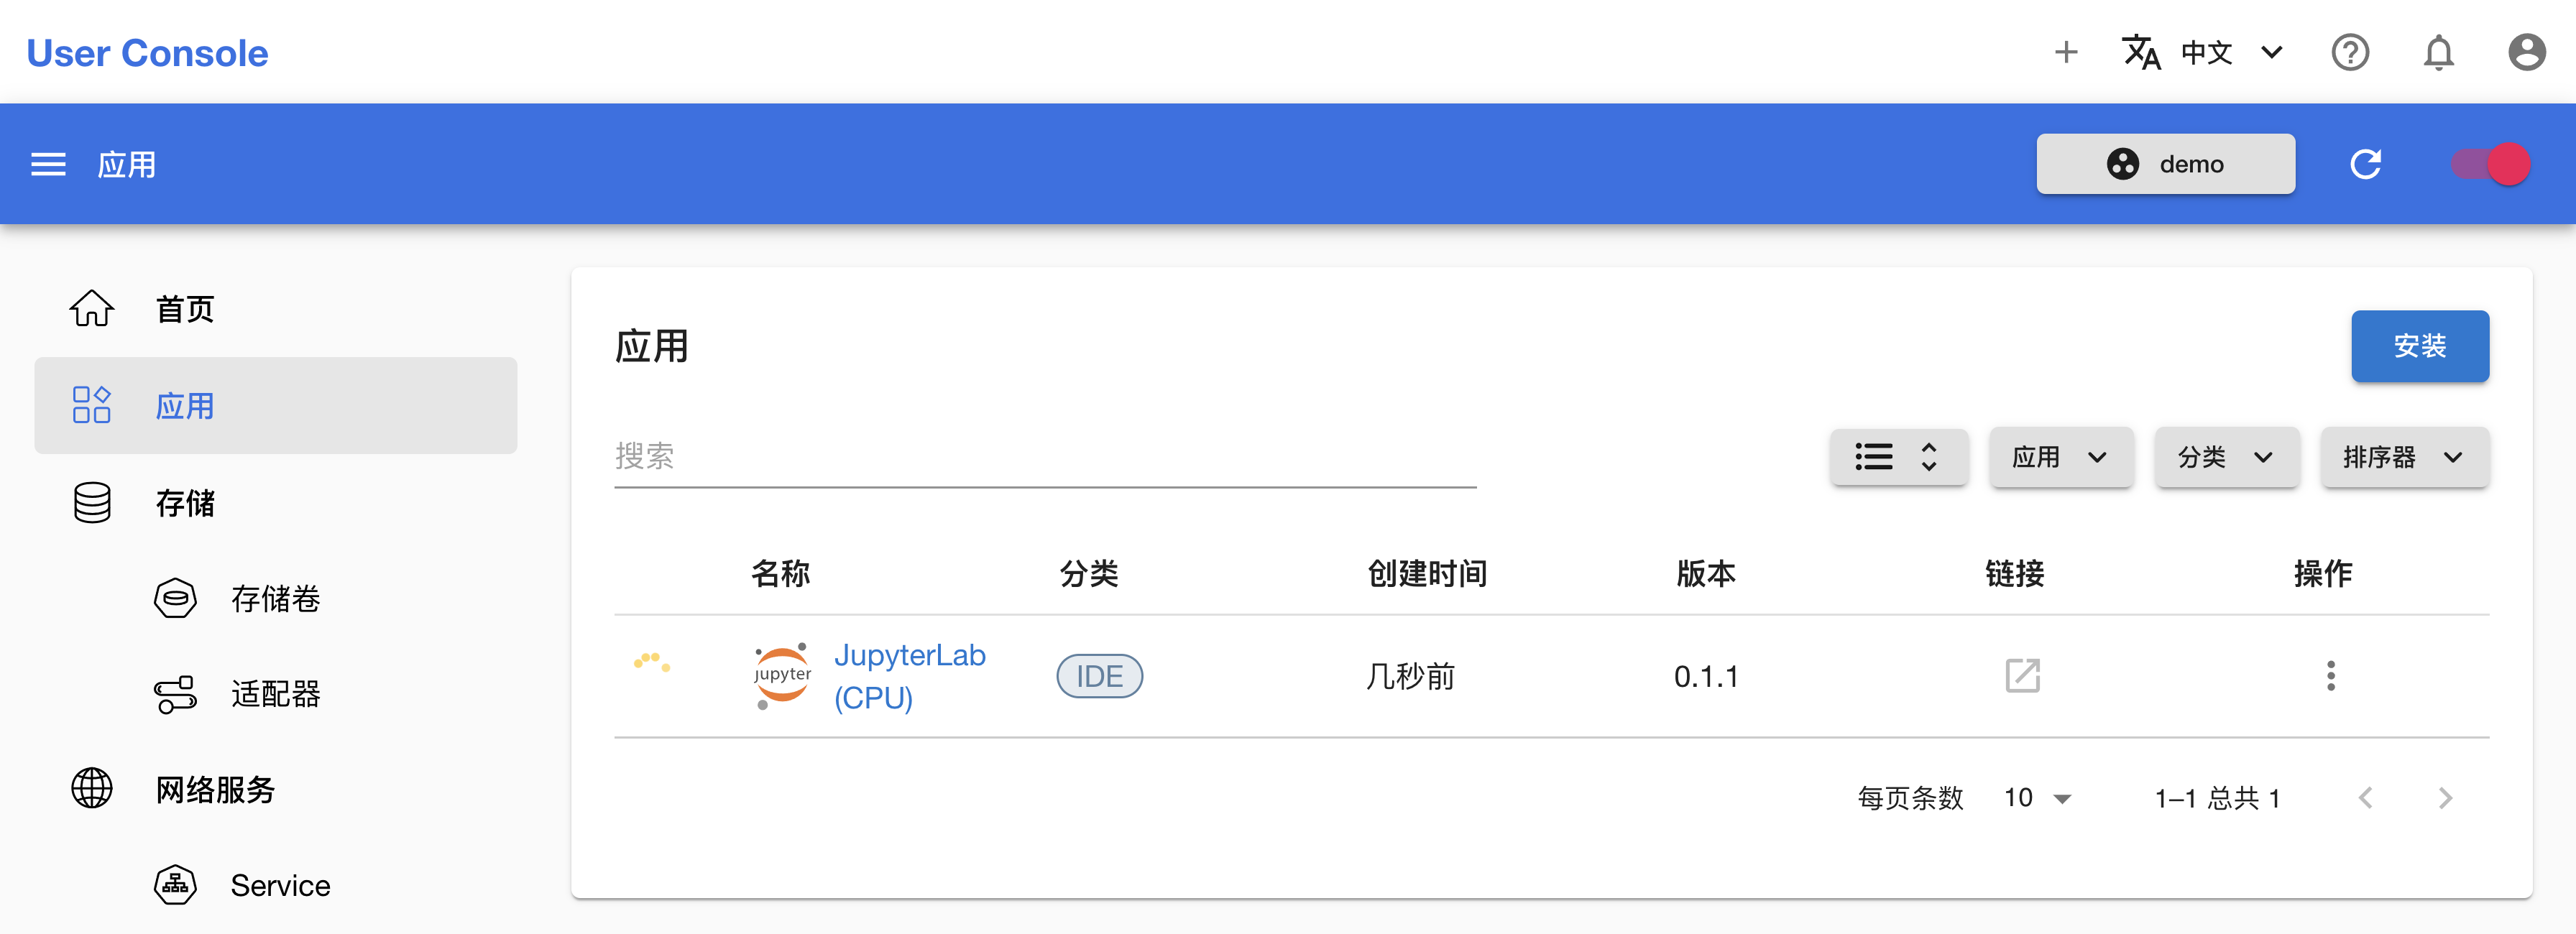 User Console
中文
应用
demo
首页
应用
存储
存储卷
适配器
网络服务
Service
应用
安装
搜索
应用
分类
排序器
名称 分类 创建时间 版本 链接 操作
jupyter
JupyterLab
(CPU)
IDE
几秒前
0.1.1
每页条数 10 1–1 总共 1